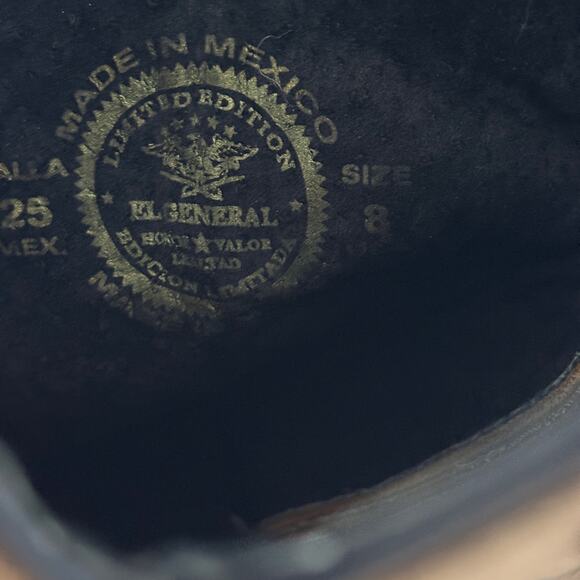 MADE IN MEXICO
LIMITED EDITION
ALLA
25
MEX.
EL GENERAL
HONOR ★ VALOR
LEALTAD
EDICION LIMITADA
SIZE
8